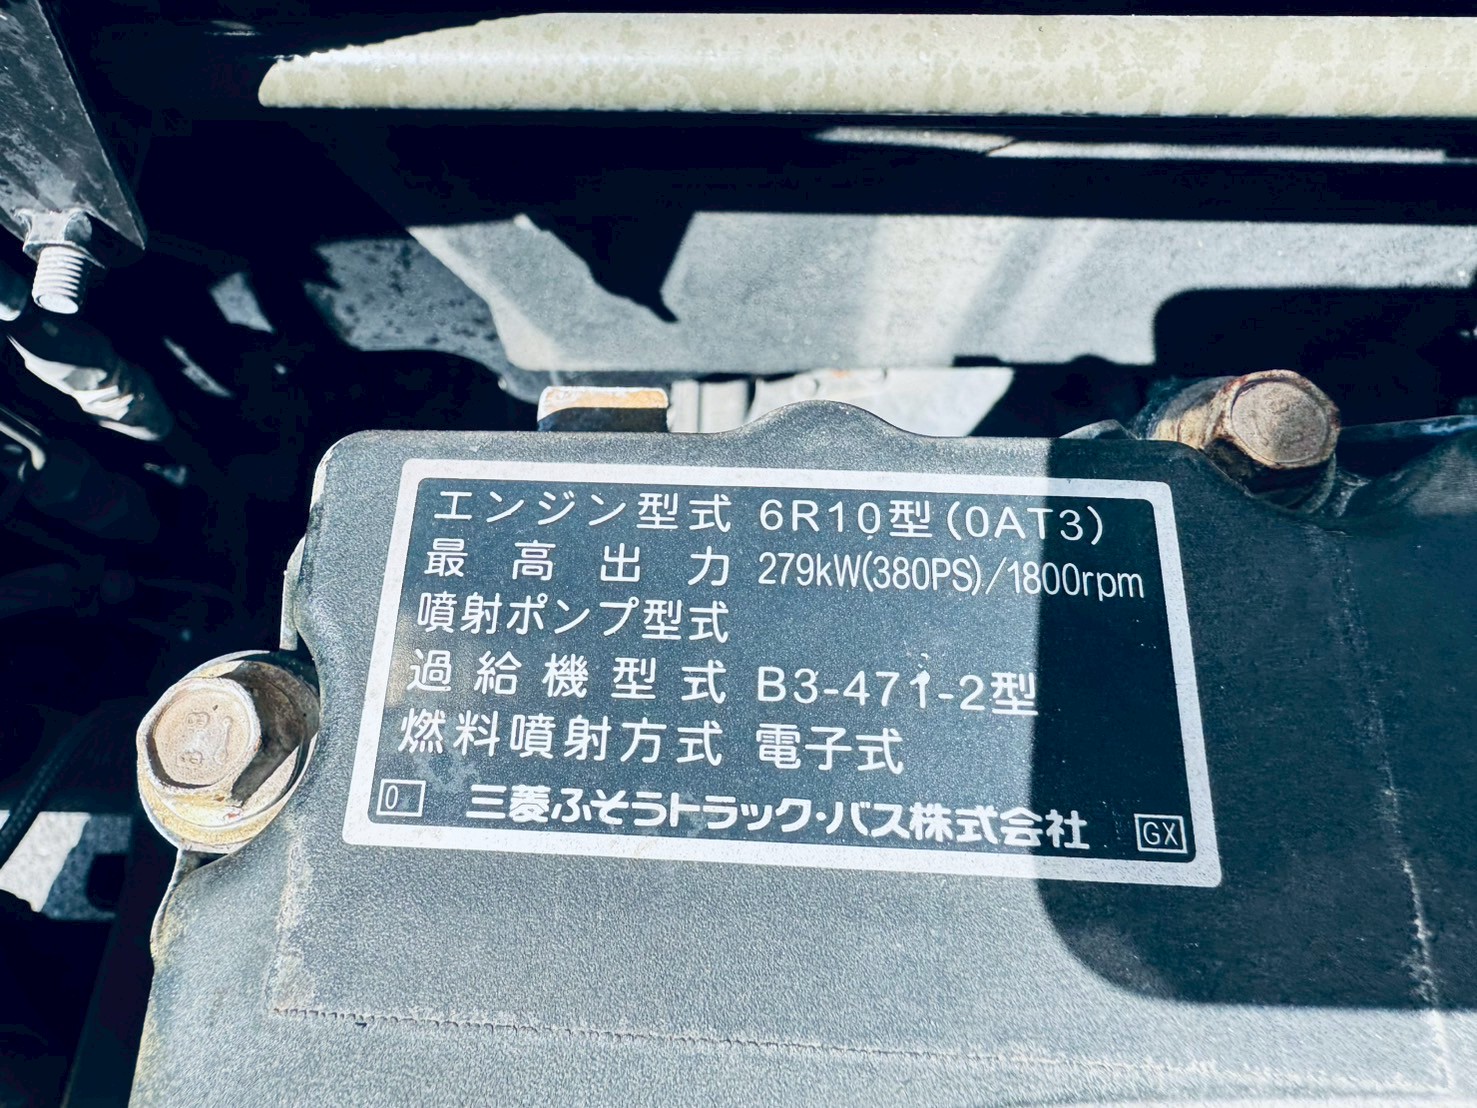 エンジン型式 6R10型(0AT3)
最高出力 279kW(380PS)/1800rpm
噴射ポンプ型式
過給機型式 B3-471-2型
燃料噴射方式 電子式
0 三菱ふそうトラック・バス株式会社 GX